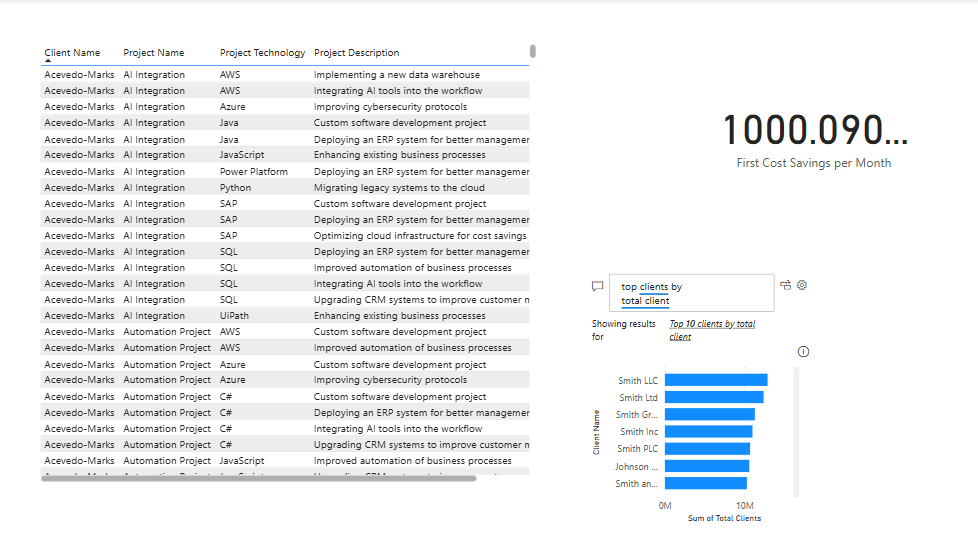 Client Name Project Name Project Technology Project Description
Acevedo-Marks AI Integration AWS Implementing a new data warehouse
Acevedo-Marks AI Integration AWS Integrating AI tools into the workflow
Acevedo-Marks AI Integration Azure Improving cybersecurity protocols
Acevedo-Marks AI Integration Java Custom software development project
Acevedo-Marks AI Integration Java Deploying an ERP system for better managemer
Acevedo-Marks AI Integration JavaScript Enhancing existing business processes
Acevedo-Marks AI Integration Power Platform Deploying an ERP system for better managemer
Acevedo-Marks AI Integration Python Migrating legacy systems to the cloud
Acevedo-Marks AI Integration SAP Custom software development project
Acevedo-Marks AI Integration SAP Deploying an ERP system for better managemer
Acevedo-Marks AI Integration SAP Optimizing cloud infrastructure for cost savings
Acevedo-Marks AI Integration SQL Deploying an ERP system for better managemer
Acevedo-Marks AI Integration SQL Improved automation of business processes
Acevedo-Marks AI Integration SQL Integrating AI tools into the workflow
Acevedo-Marks AI Integration SQL Upgrading CRM systems to improve customer
Acevedo-Marks AI Integration UiPath Enhancing existing business processes
Acevedo-Marks Automation Project AWS Custom software development project
Acevedo-Marks Automation Project AWS Improved automation of business processes
Acevedo-Marks Automation Project Azure Custom software development project
Acevedo-Marks Automation Project Azure Improving cybersecurity protocols
Acevedo-Marks Automation Project C# Custom software development project
Acevedo-Marks Automation Project C# Deploying an ERP system for better managemer
Acevedo-Marks Automation Project C# Integrating AI tools into the workflow
Acevedo-Marks Automation Project C# Upgrading CRM systems to improve customer
Acevedo-Marks Automation Project JavaScript Improved automation of business processes
1000.090...
First Cost Savings per Month
top clients by
total client
Showing results for
Top 10 clients by total client
Client Name
Smith LLC
Smith Ltd
Smith Gr...
Smith Inc
Smith PLC
Johnson ...
Smith an...
0M 10M
Sum of Total Clients